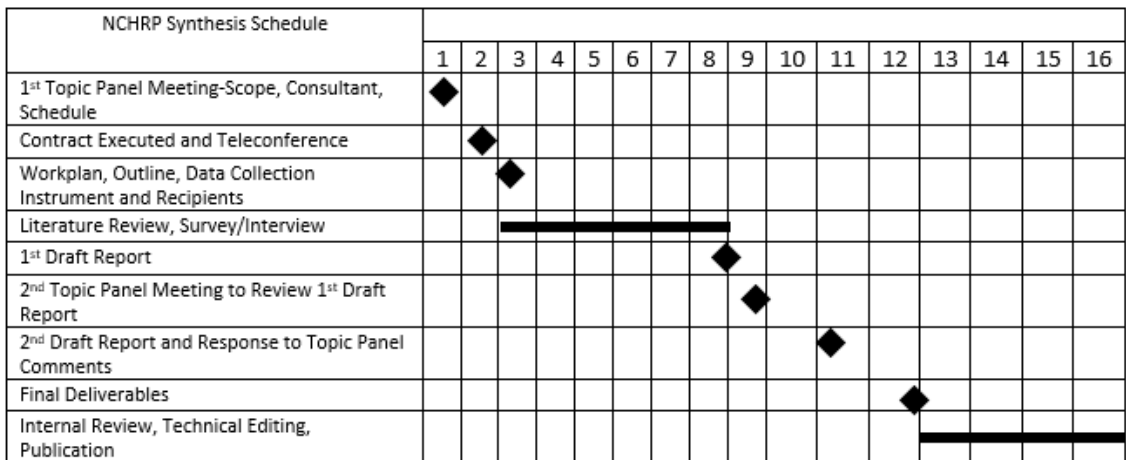 NCHRP Synthesis Schedule
1 2 3 4 5 6 7 8 9 10 11 12 13 14 15 16
1st Topic Panel Meeting-Scope, Consultant,
Schedule
Contract Executed and Teleconference
Workplan, Outline, Data Collection
Instrument and Recipients
Literature Review, Survey/Interview
1st Draft Report
2nd Topic Panel Meeting to Review 1st Draft
Report
2nd Draft Report and Response to Topic Panel
Comments
Final Deliverables
Internal Review, Technical Editing,
Publication